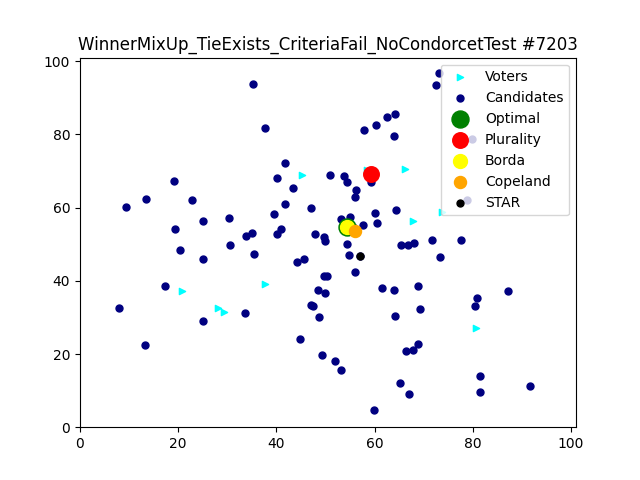 WinnerMixUp_TieExists_CriteriaFail_NoCondorcetTest #7203
100
80
60
40
20
0
0 20 40 60 80 100
Voters
Candidates
Optimal
Plurality
Borda
Copeland
STAR